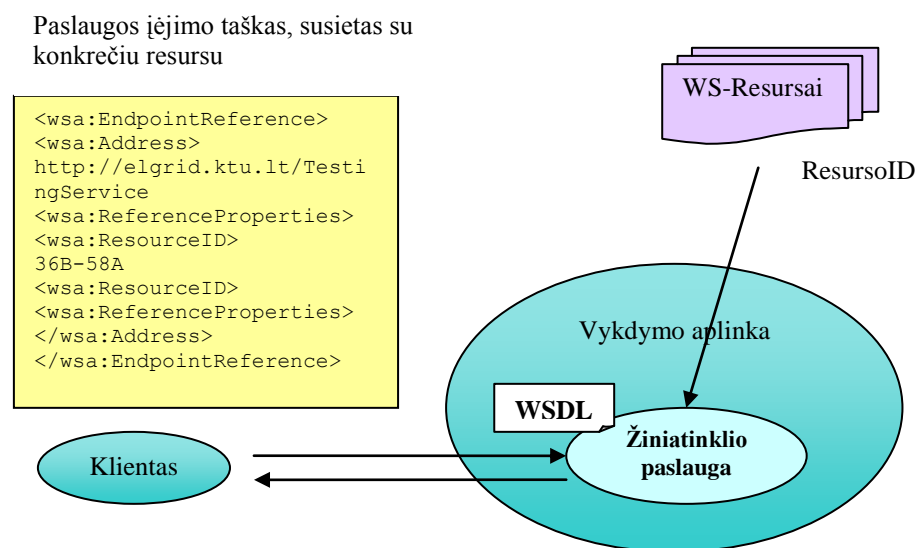 Paslaugos įėjimo taškas, susietas su
konkrečiu resursu
<wsa:EndpointReference>
<wsa:Address>
http://elgrid.ktu.lt/Testi
ngService
<wsa:ReferenceProperties>
<wsa:ResourceID>
36B-58A
<wsa:ResourceID>
<wsa:ReferenceProperties>
</wsa:Address>
</wsa:EndpointReference>
WS-Resursai
ResursoID
Vykdymo aplinka
WSDL
Žiniatinklio
paslauga
Klientas